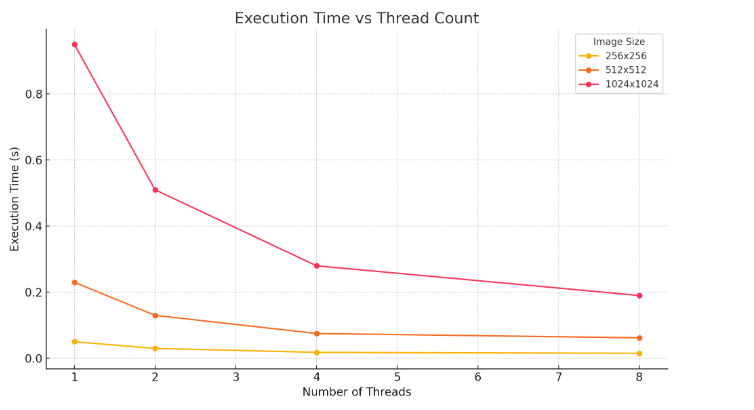 Execution Time vs Thread Count
Image Size
256x256
512x512
1024x1024
Execution Time (s)
0.8
0.6
0.4
0.2
0.0
1 2 3 4 5 6 7 8
Number of Threads